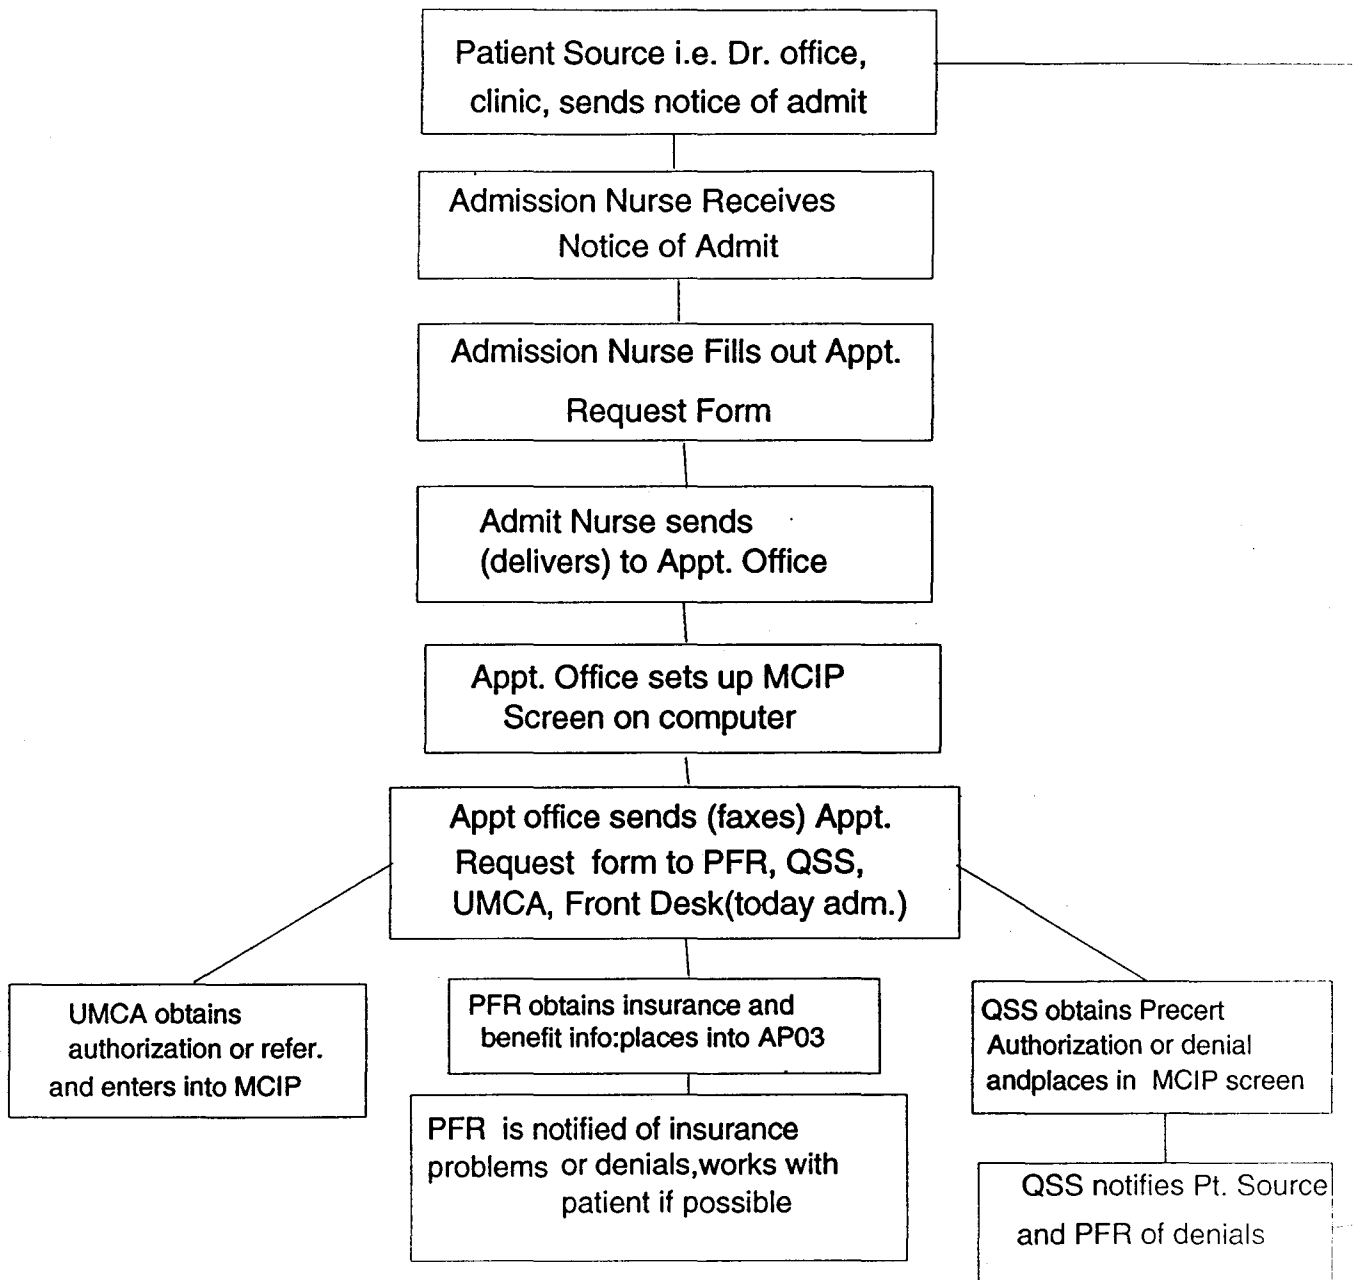 Patient Source i.e. Dr. office,
clinic, sends notice of admit
Admission Nurse Receives
Notice of Admit
Admission Nurse Fills out Appt.
Request Form
Admit Nurse sends
(delivers) to Appt. Office
Appt. Office sets up MCIP
Screen on computer
Appt office sends (faxes) Appt.
Request form to PFR, QSS,
UMCA, Front Desk(today adm.)
UMCA obtains
authorization or refer.
and enters into MCIP
PFR obtains insurance and
benefit info:places into AP03
PFR is notified of insurance
problems or denials,works with
patient if possible
QSS obtains Precert
Authorization or denial
andplaces in MCIP screen
QSS notifies Pt. Source
and PFR of denials